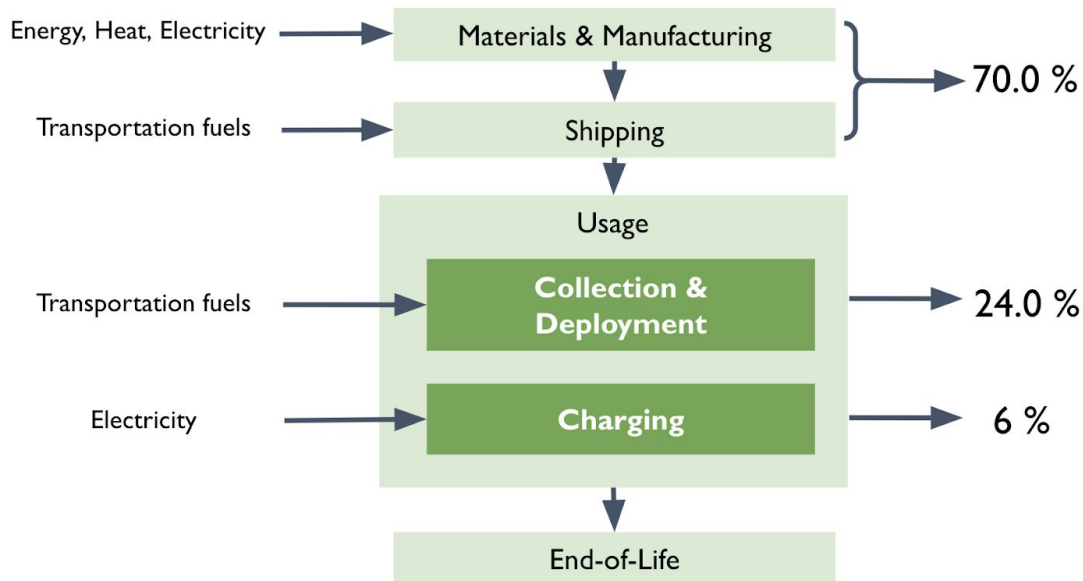 Energy, Heat, Electricity
Materials & Manufacturing
70.0 %
Transportation fuels
Shipping
Usage
Transportation fuels
Collection &
Deployment
24.0 %
Electricity
Charging
6 %
End-of-Life